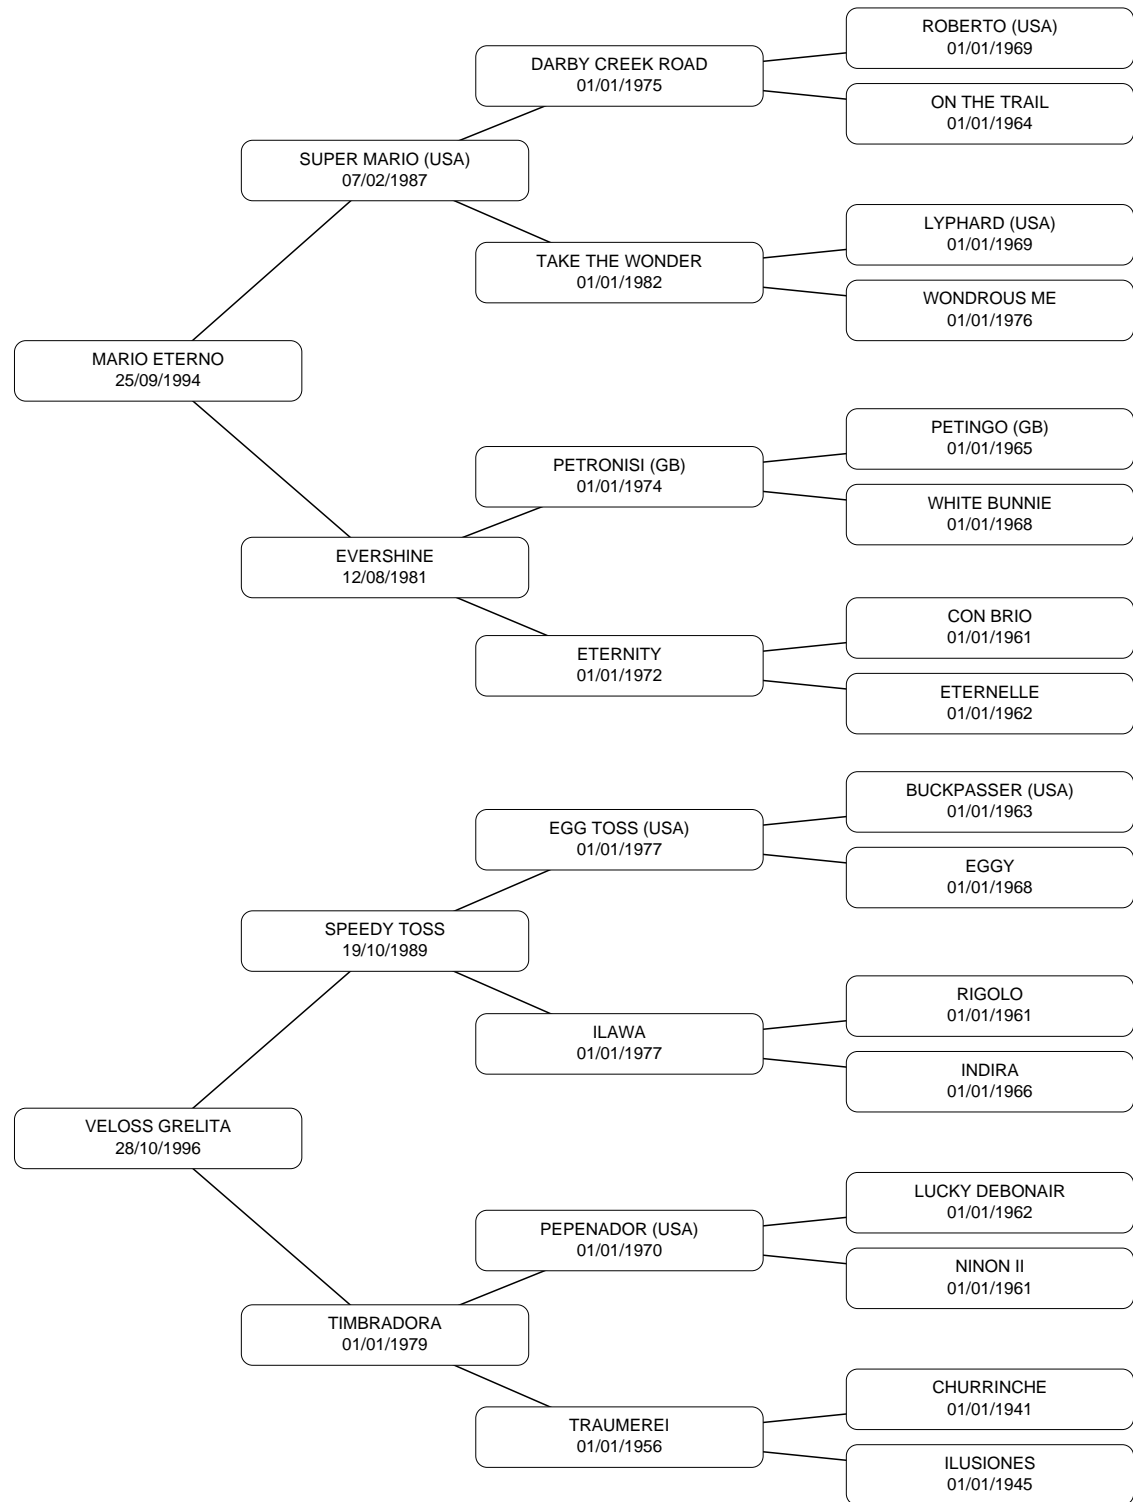 ROBERTO (USA)
01/01/1969
DARBY CREEK ROAD
01/01/1975
ON THE TRAIL
01/01/1964
SUPER MARIO (USA)
07/02/1987
LYPHARD (USA)
01/01/1969
TAKE THE WONDER
01/01/1982
WONDROUS ME
01/01/1976
MARIO ETERNO
25/09/1994
PETINGO (GB)
01/01/1965
PETRONISI (GB)
01/01/1974
WHITE BUNNIE
01/01/1968
EVERSHINE
12/08/1981
CON BRIO
01/01/1961
ETERNITY
01/01/1972
ETERNELLE
01/01/1962
BUCKPASSER (USA)
01/01/1963
EGG TOSS (USA)
01/01/1977
EGGY
01/01/1968
SPEEDY TOSS
19/10/1989
RIGOLO
01/01/1961
ILAWA
01/01/1977
INDIRA
01/01/1966
VELOSS GRELITA
28/10/1996
LUCKY DEBONAIR
01/01/1962
PEPENADOR (USA)
01/01/1970
NINON II
01/01/1961
TIMBRADORA
01/01/1979
CHURRINCHE
01/01/1941
TRAUMEREI
01/01/1956
ILUSIONES
01/01/1945